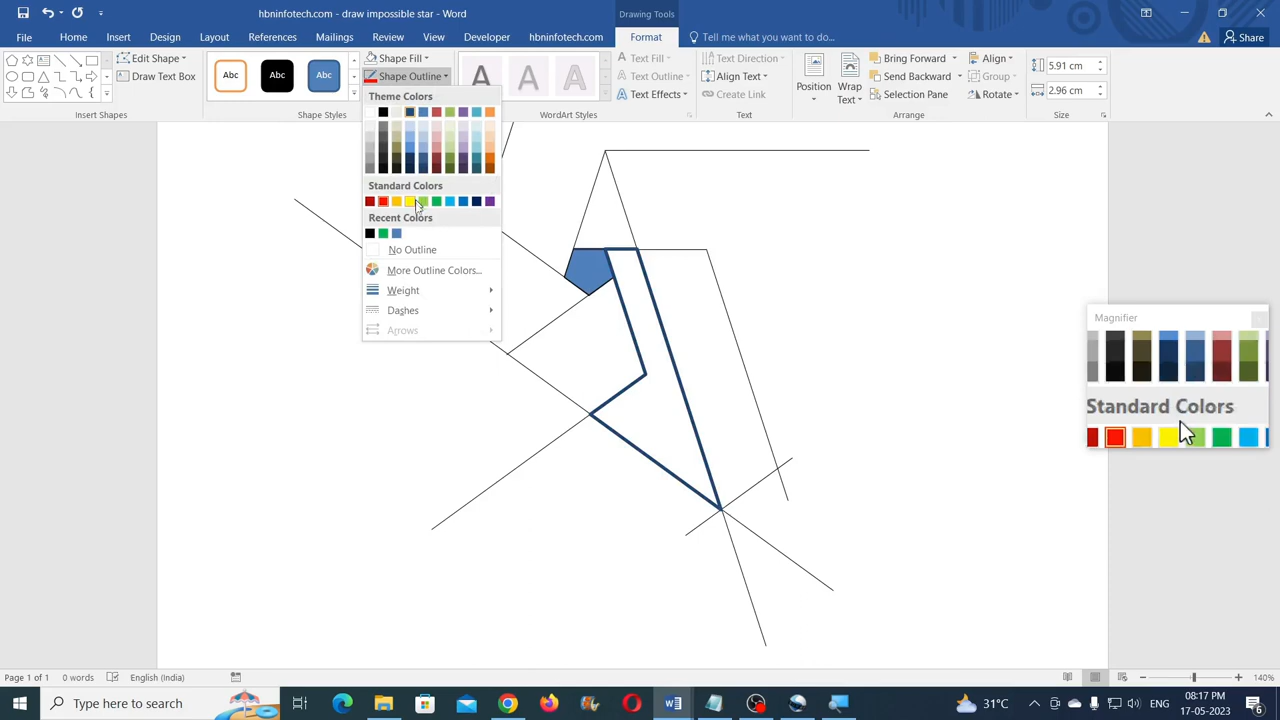 hbninfotech.com - draw impossible star - Word
Drawing Tools
File Home Insert Design Layout References Mailings Review View Developer hbninfotech.com Format Tell me what you want to do... Share
Edit Shape
Draw Text Box
Insert Shapes
Abc Abc Abc
Shape Fill
Shape Outline
Shape Styles
A A A
Text Fill
Text Outline
Text Effects
WordArt Styles
Text Direction
Align Text
Create Link
Text
Position
Wrap
Text
Bring Forward
Send Backward
Selection Pane
Align
Group
Rotate
Arrange
5.91 cm
2.96 cm
Size
Theme Colors
Standard Colors
Recent Colors
No Outline
More Outline Colors...
Weight
Dashes
Arrows
Magnifier
Standard Colors
Page 1 of 1 0 words English (India) 140%
Type here to search
31°C ENG
08:17 PM
17-05-2023
6